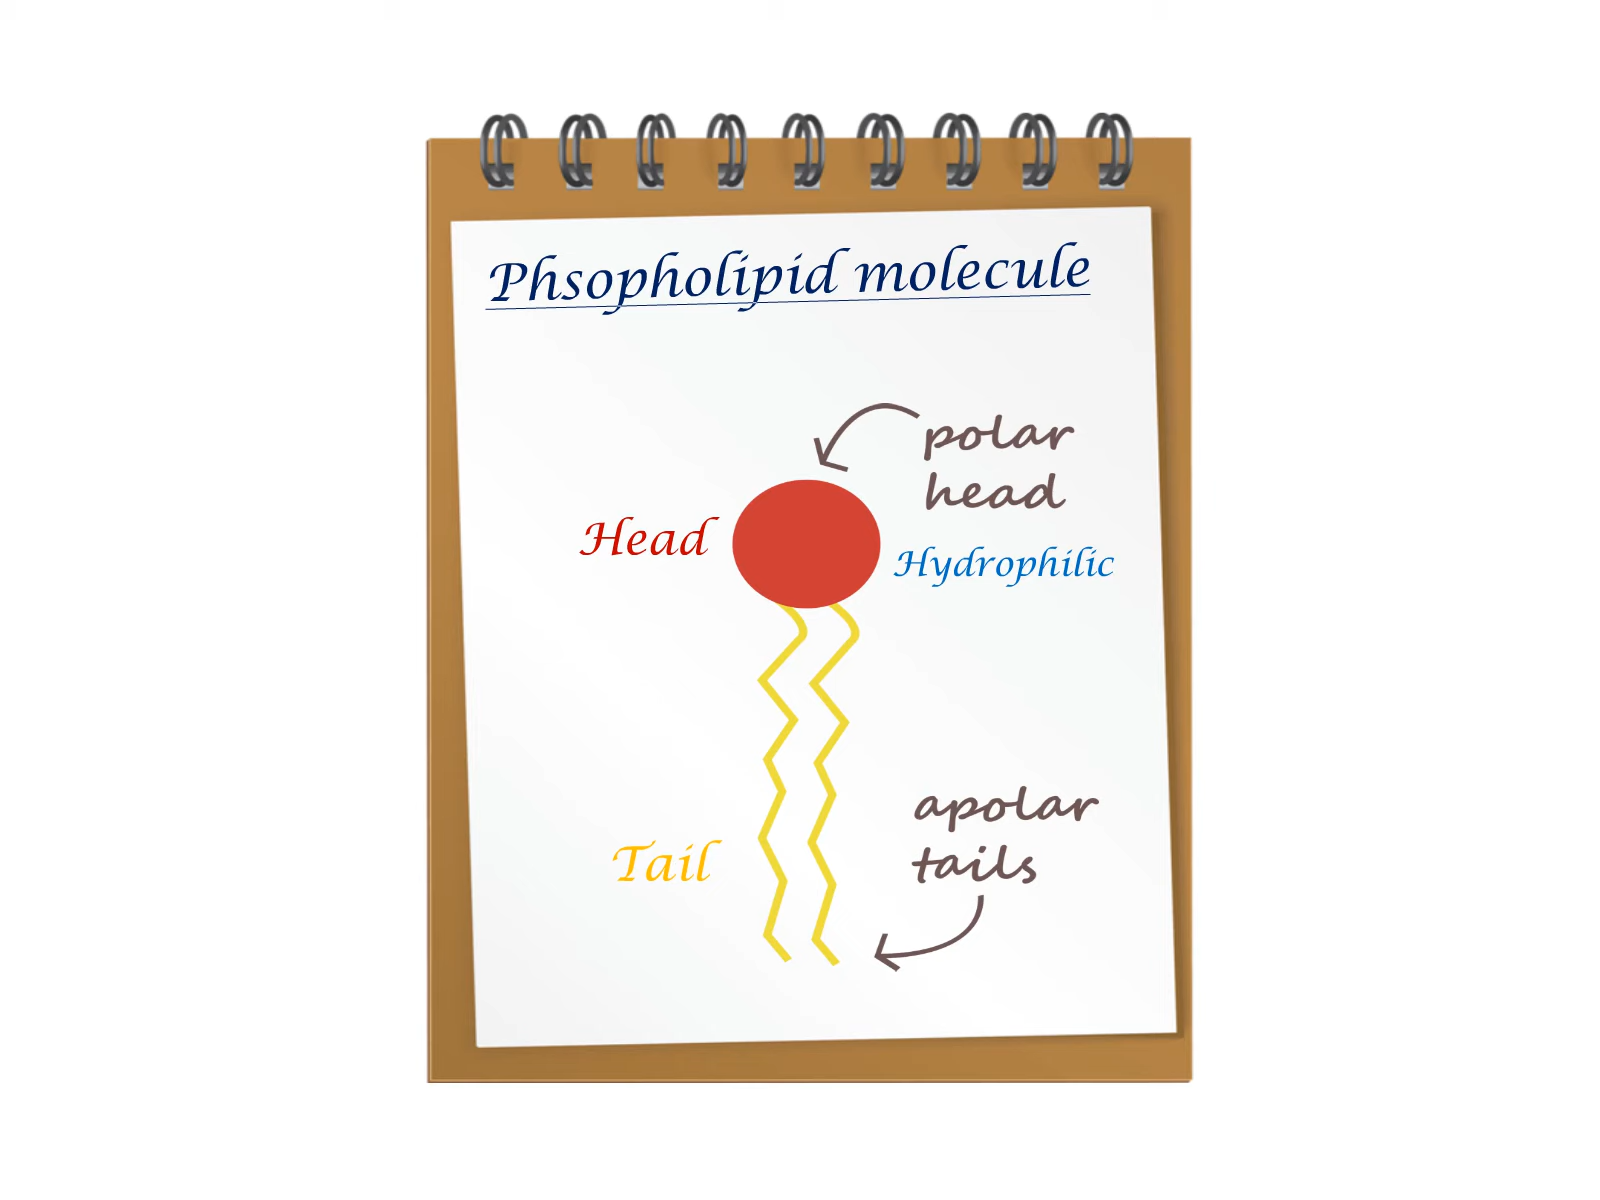 Phsopholipid molecule
polar
head
Head
Hydrophilic
apolar
tails
Tail